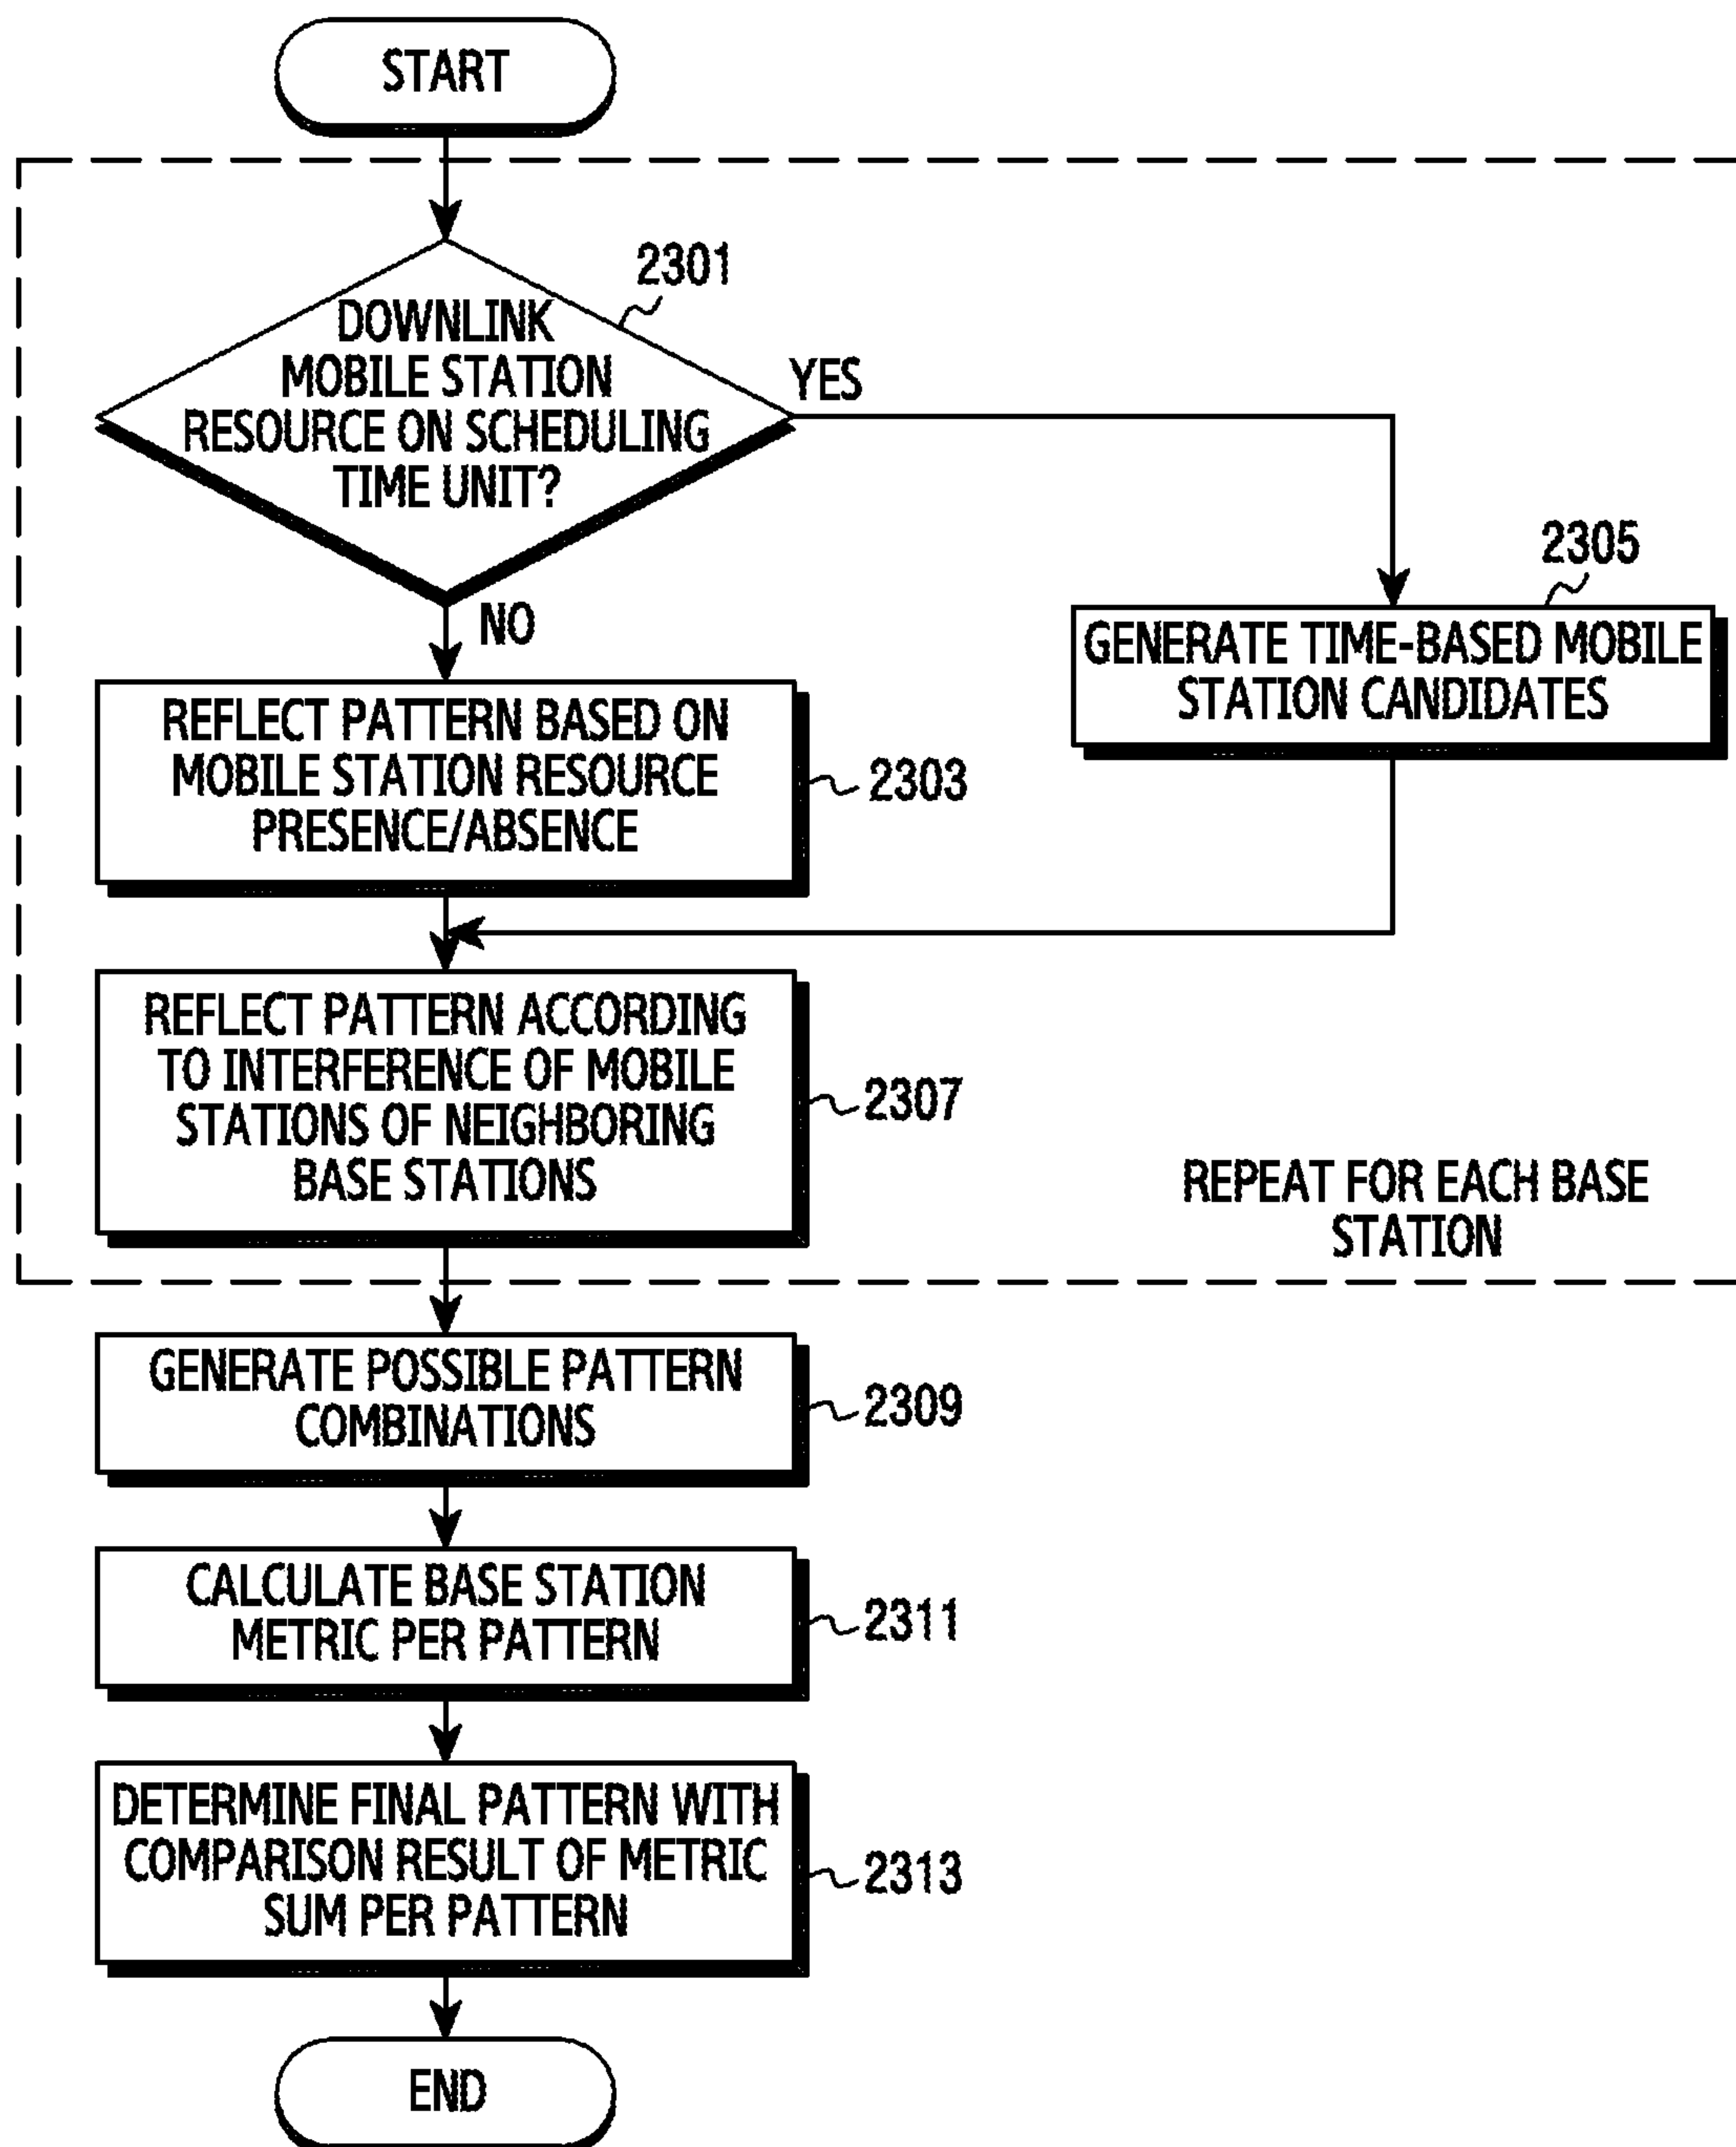 START
2301
DOWNLINK
MOBILE STATION
RESOURCE ON SCHEDULING
TIME UNIT?
YES
NO
2305
GENERATE TIME-BASED MOBILE
STATION CANDIDATES
REFLECT PATTERN BASED ON
MOBILE STATION RESOURCE
PRESENCE/ABSENCE
2303
REFLECT PATTERN ACCORDING
TO INTERFERENCE OF MOBILE
STATIONS OF NEIGHBORING
BASE STATIONS
2307
REPEAT FOR EACH BASE
STATION
GENERATE POSSIBLE PATTERN
COMBINATIONS
2309
CALCULATE BASE STATION
METRIC PER PATTERN
2311
DETERMINE FINAL PATTERN WITH
COMPARISON RESULT OF METRIC
SUM PER PATTERN
2313
END